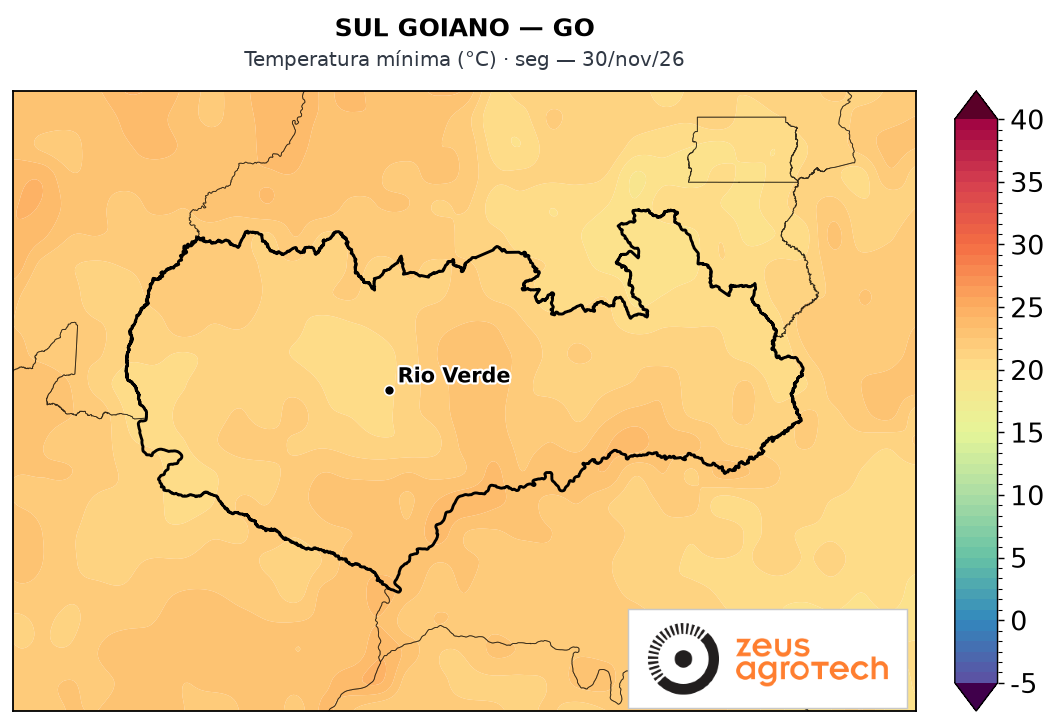 SUL GOIANO — GO
Temperatura mínima (°C) · seg — 30/nov/26
Rio Verde
40
35
30
25
20
15
10
5
0
-5
zeus
agrotech